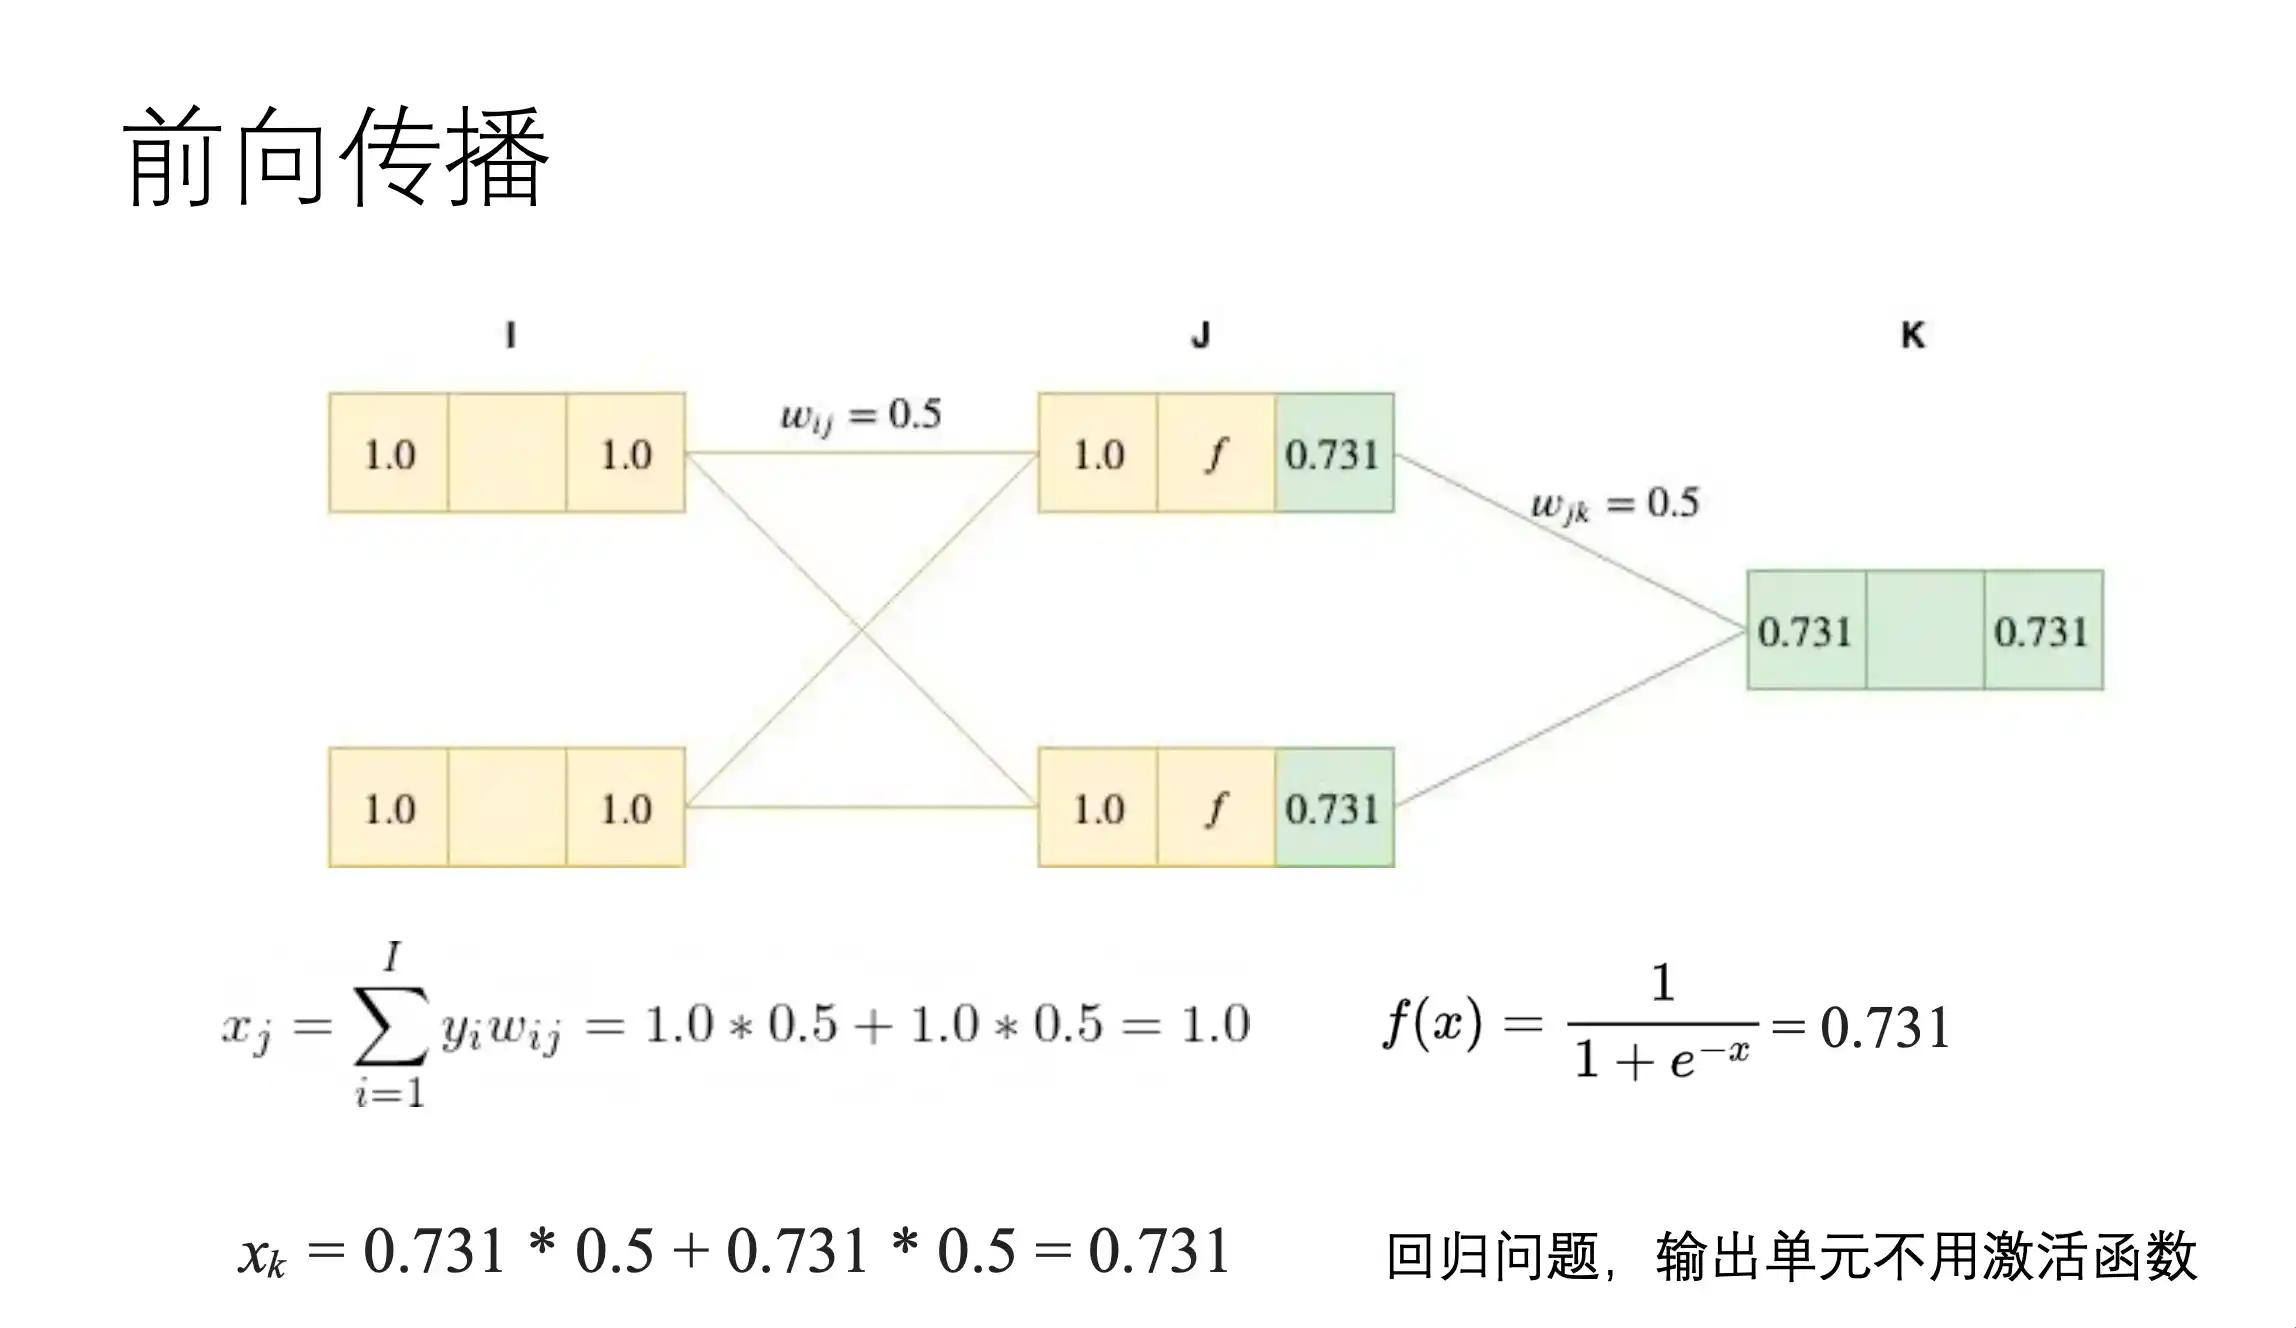 前向传播
I J K
1.0 1.0 w_{ij} = 0.5 1.0 f 0.731
w_{jk} = 0.5
0.731 0.731
1.0 1.0 1.0 f 0.731
x_j = \sum_{i=1}^{I} y_i w_{ij} = 1.0 * 0.5 + 1.0 * 0.5 = 1.0
f(x) = \frac{1}{1 + e^{-x}} = 0.731
x_k = 0.731 * 0.5 + 0.731 * 0.5 = 0.731
回归问题，输出单元不用激活函数